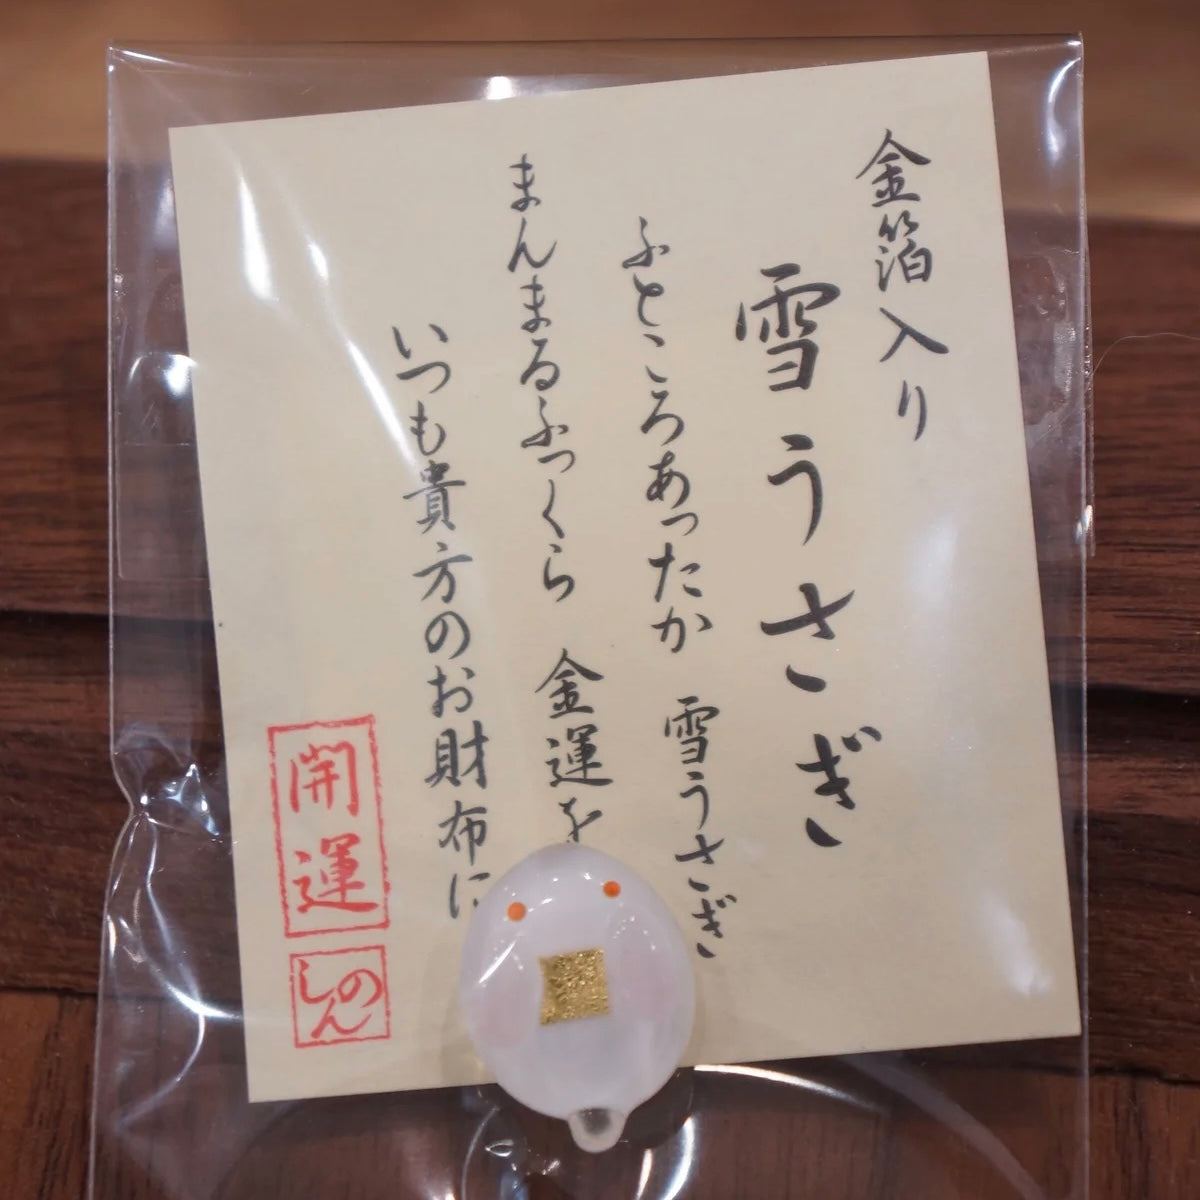 金箔入り
雪うさぎ
ふところあったか 雪うさぎ
まんまるふっくら 金運を
いつも貴方のお財布に
開運
のん
し